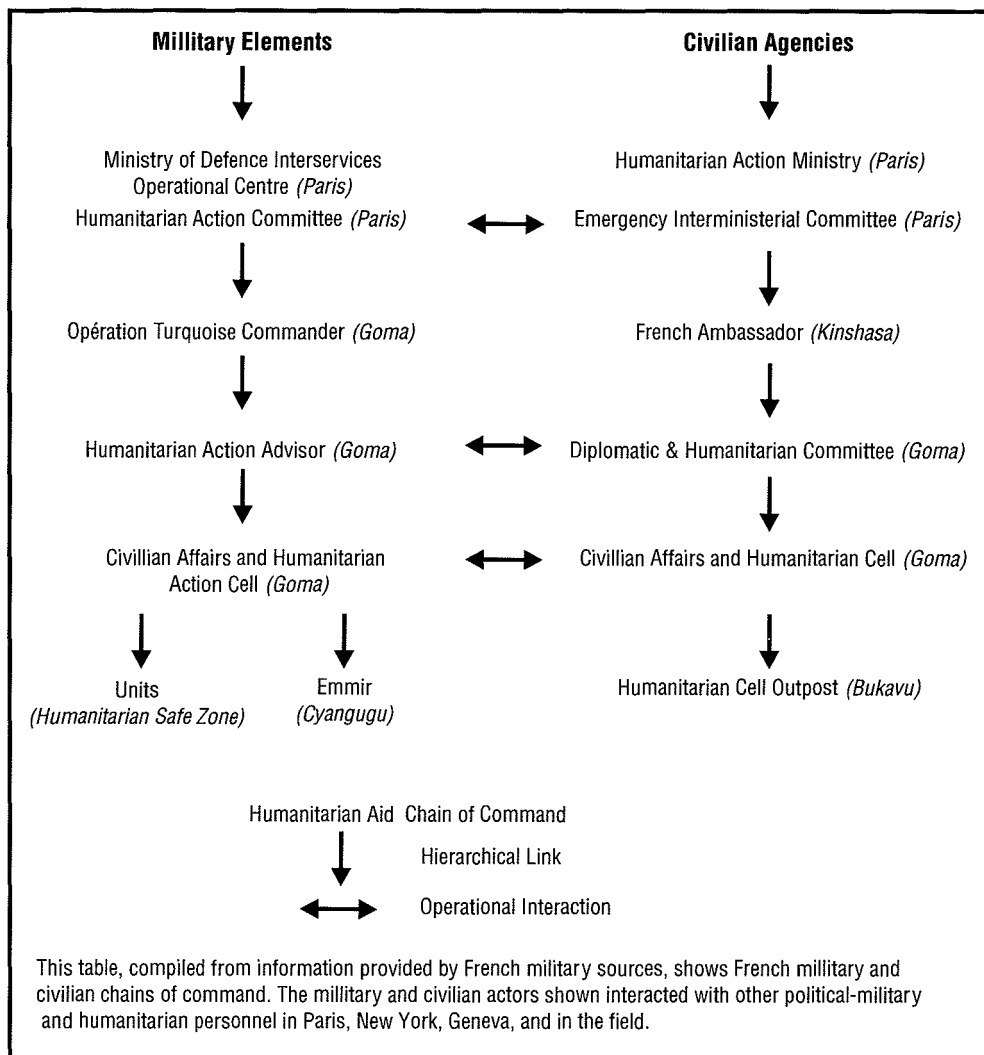 Millitary Elements
Civilian Agencies
Ministry of Defence Interservices
Operational Centre (Paris)
Humanitarian Action Ministry (Paris)
Humanitarian Action Committee (Paris)
Emergency Interministerial Committee (Paris)
Opération Turquoise Commander (Goma)
French Ambassador (Kinshasa)
Humanitarian Action Advisor (Goma)
Diplomatic & Humanitarian Committee (Goma)
Civillian Affairs and Humanitarian
Action Cell (Goma)
Civillian Affairs and Humanitarian Cell (Goma)
Units
(Humanitarian Safe Zone)
Emmir
(Cyangugu)
Humanitarian Cell Outpost (Bukavu)
Humanitarian Aid Chain of Command
Hierarchical Link
Operational Interaction
This table, compiled from information provided by French military sources, shows French millitary and
civilian chains of command. The millitary and civilian actors shown interacted with other political-military
and humanitarian personnel in Paris, New York, Geneva, and in the field.